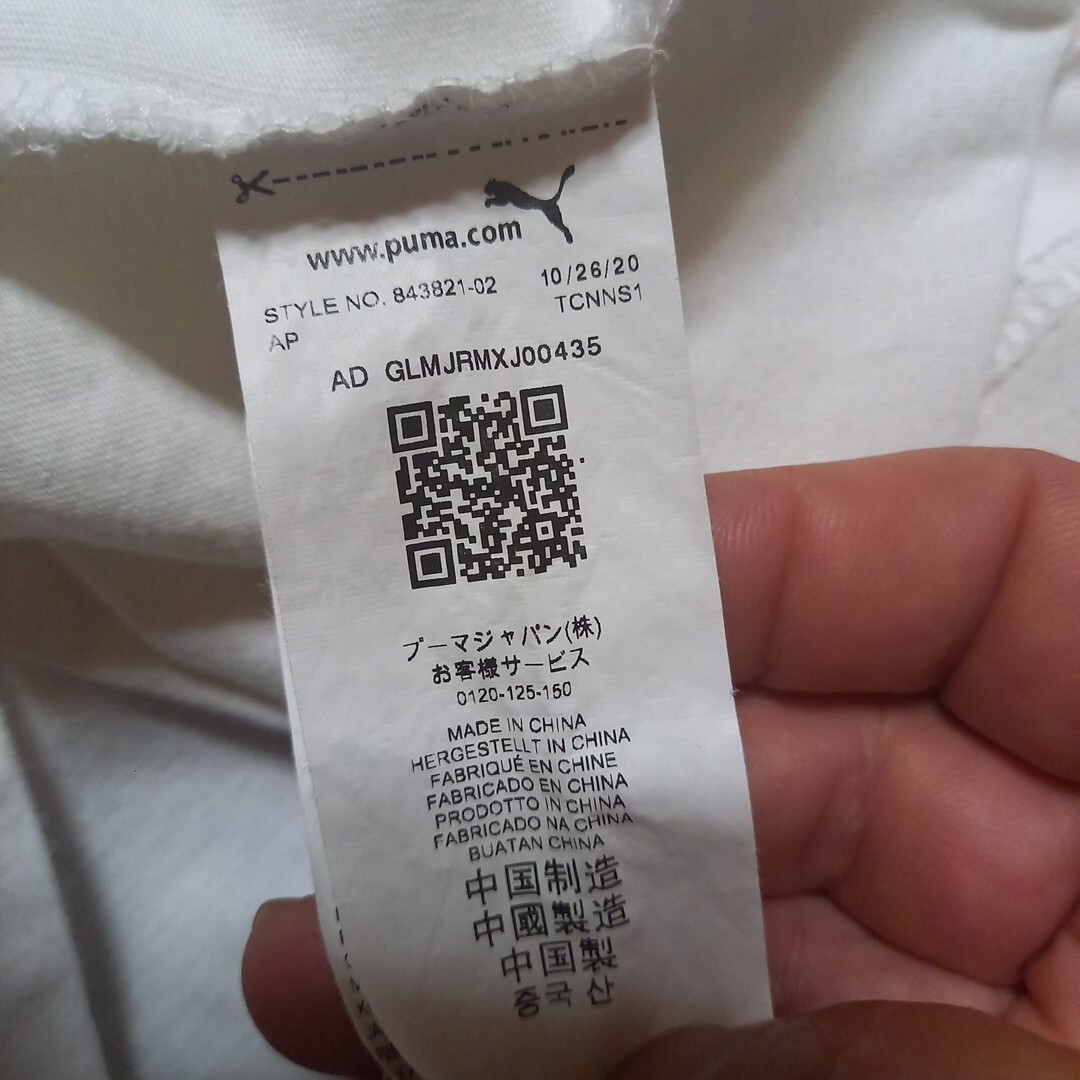 www.puma.com
STYLE NO. 843821-02 10/26/20
AP TCNNS1
AD GLMJRMXJ00435
プーマジャパン(株)
お客様サービス
0120-125-150
MADE IN CHINA
HERGESTELLT IN CHINA
FABRIQUÉ EN CHINE
FABRICADO EN CHINA
PRODOTTO IN CHINA
FABRICADO NA CHINA
BUATAN CHINA
中国制造
中國製造
中国製
중국산